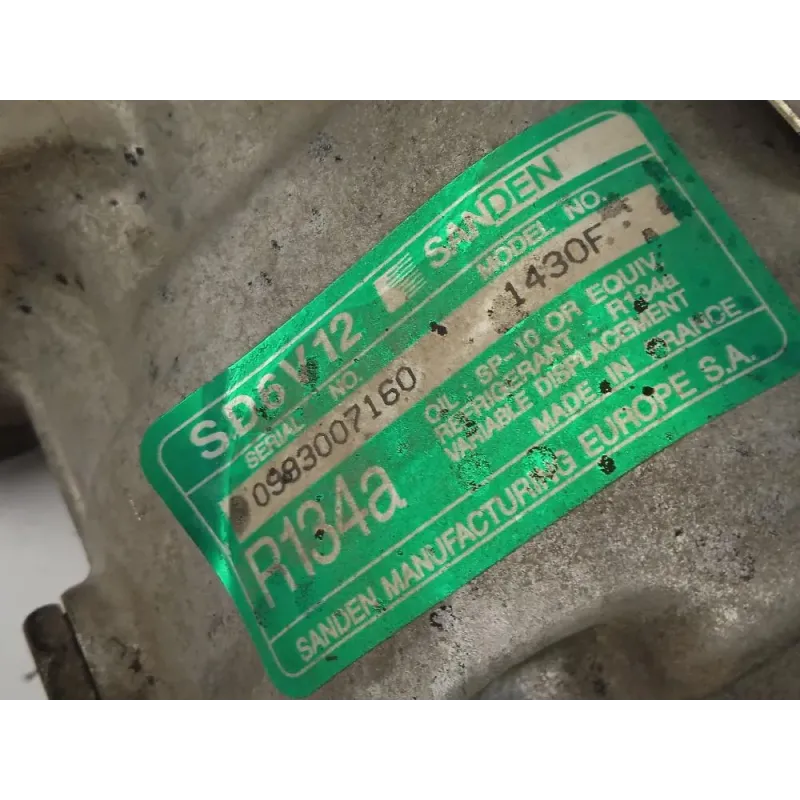 SD6V12 SANDEN
SERIAL NO. MODEL NO.
1430F
R134a
OIL : SP-10 OR EQUIV.
REFRIGERANT : R134a
VARIABLE DISPLACEMENT
MADE IN FRANCE
SANDEN MANUFACTURING EUROPE S.A.